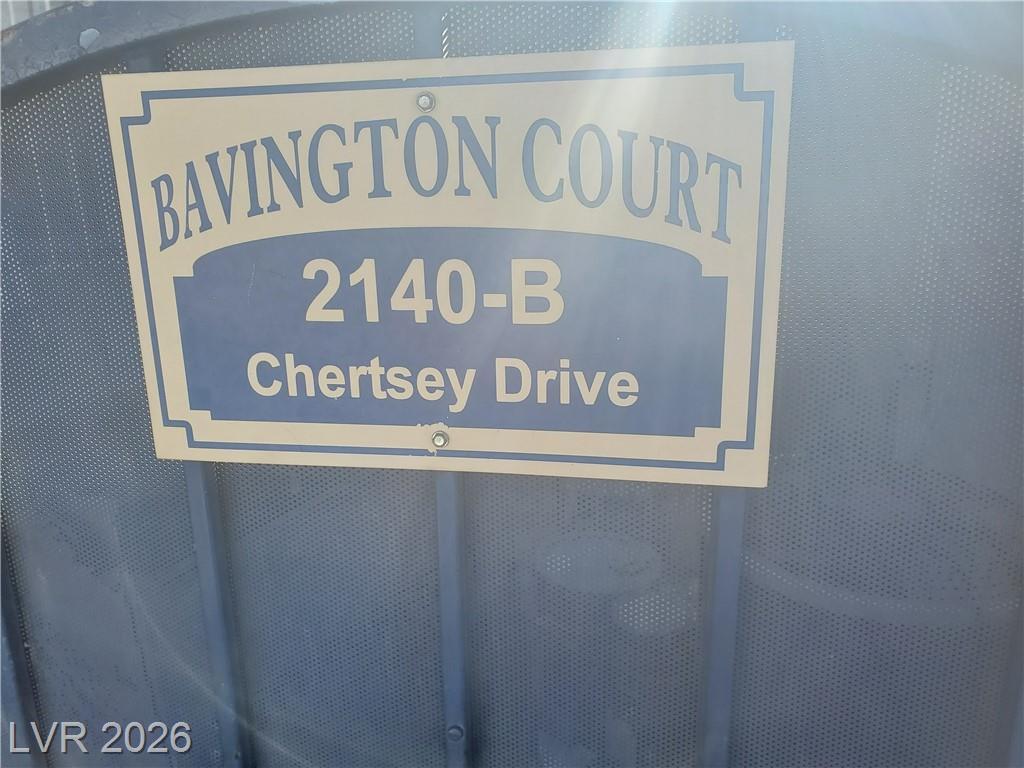 BAVINGTON COURT
2140-B
Chertsey Drive
LVR 2026